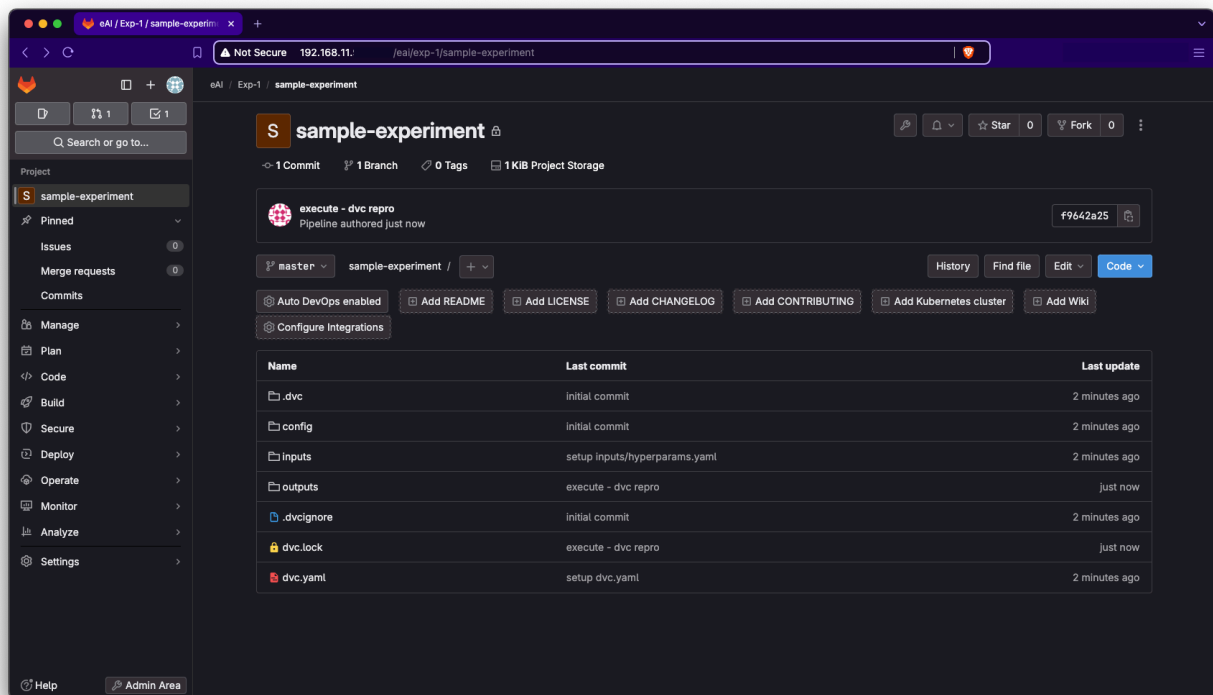 eAI / Exp-1 / sample-experim
Not Secure 192.168.11. /eai/exp-1/sample-experiment
1 1
Search or go to...
Project
S sample-experiment
Pinned
Issues 0
Merge requests 0
Commits
Manage
Plan
Code
Build
Secure
Deploy
Operate
Monitor
Analyze
Settings
Help
Admin Area
eAI / Exp-1 / sample-experiment
S sample-experiment
Star 0 Fork 0
1 Commit 1 Branch 0 Tags 1 KiB Project Storage
execute - dvc repro
Pipeline authored just now
f9642a25
master sample-experiment / + History Find file Edit Code
Auto DevOps enabled Add README Add LICENSE Add CHANGELOG Add CONTRIBUTING Add Kubernetes cluster Add Wiki
Configure Integrations
Name Last commit Last update
.dvc initial commit 2 minutes ago
config initial commit 2 minutes ago
inputs setup inputs/hyperparams.yaml 2 minutes ago
outputs execute - dvc repro just now
.dvcignore initial commit 2 minutes ago
dvc.lock execute - dvc repro just now
dvc.yaml setup dvc.yaml 2 minutes ago